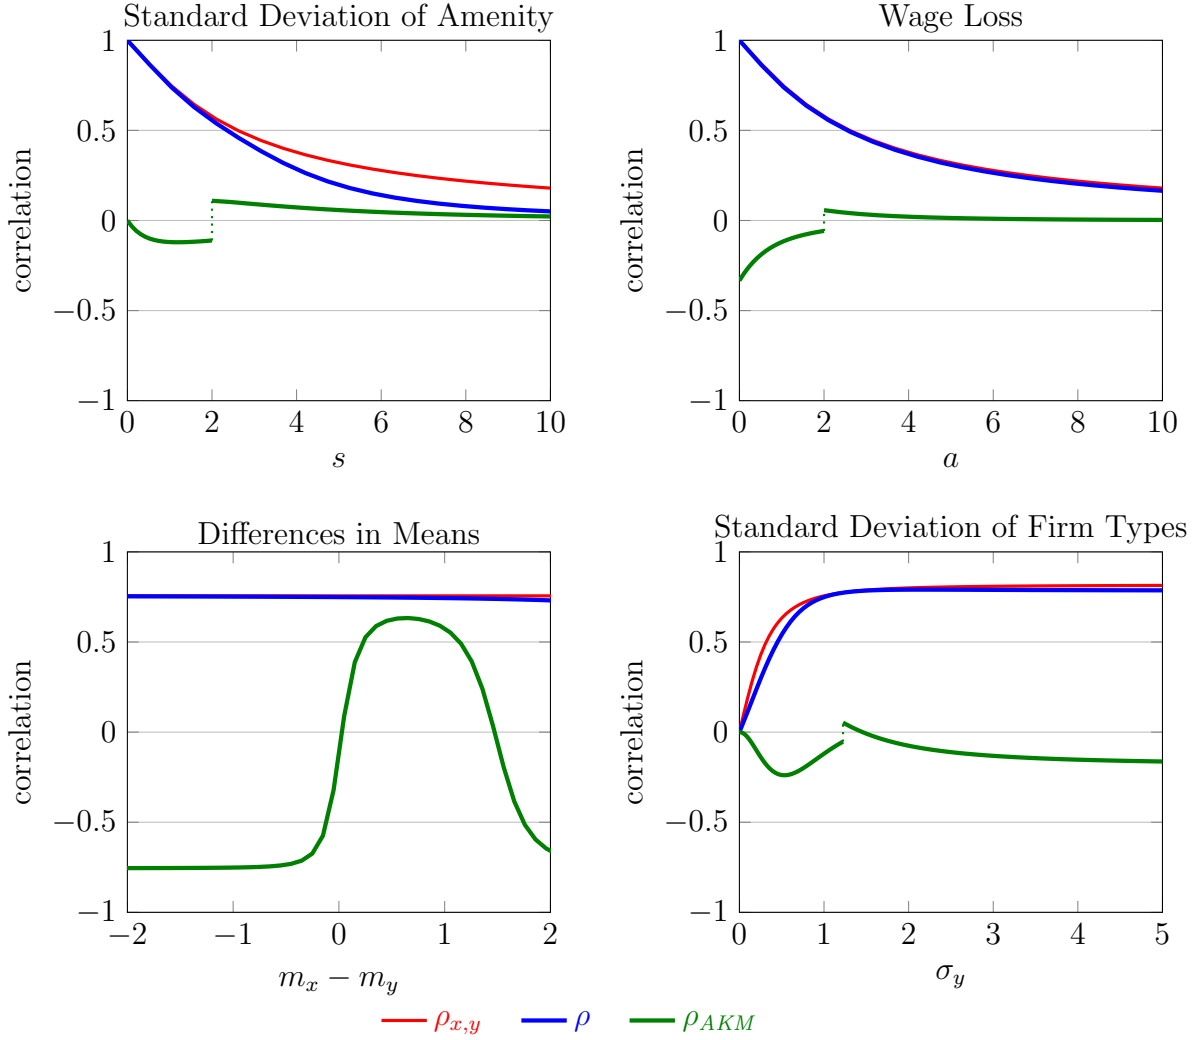 Standard Deviation of Amenity
1
0.5
0
−0.5
−1
correlation
0 2 4 6 8 10
s
Wage Loss
1
0.5
0
−0.5
−1
correlation
0 2 4 6 8 10
a
Differences in Means
1
0.5
0
−0.5
−1
correlation
−2 −1 0 1 2
m_x − m_y
Standard Deviation of Firm Types
1
0.5
0
−0.5
−1
correlation
0 1 2 3 4 5
σ_y
ρ_{x,y} ρ ρ_{AKM}